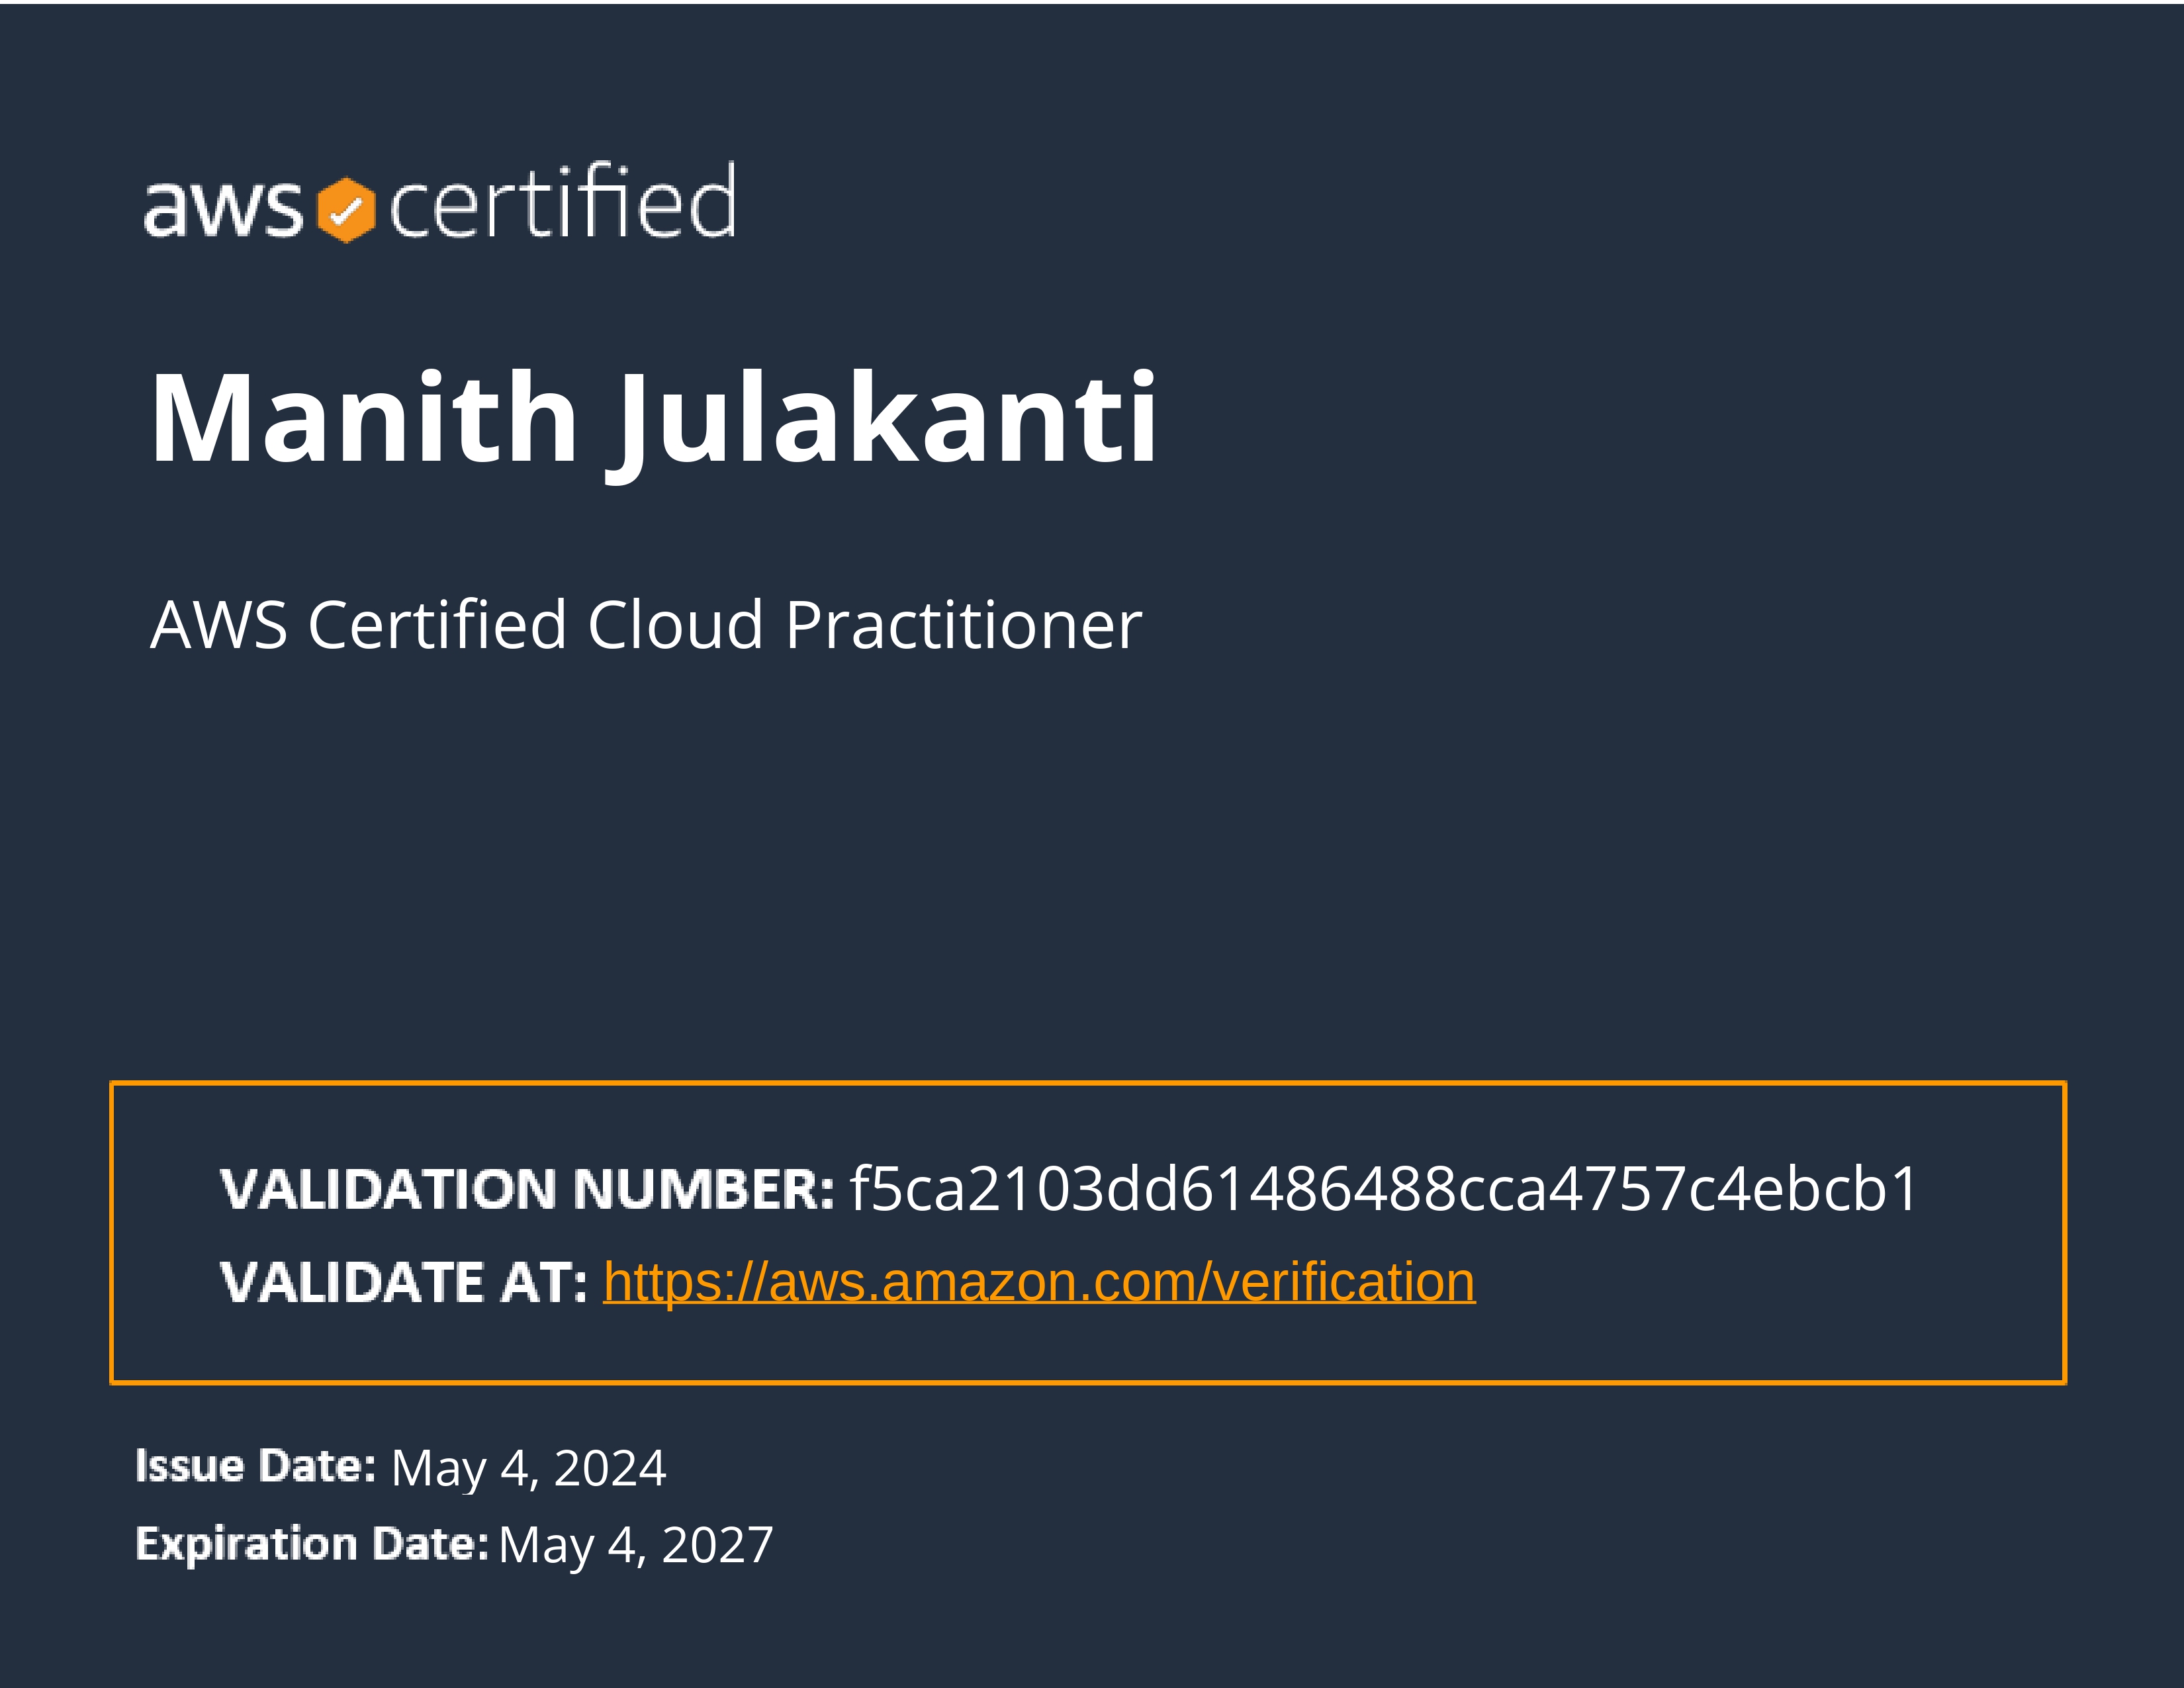 aws certified
Manith Julakanti
AWS Certified Cloud Practitioner
VALIDATION NUMBER: f5ca2103dd61486488cca4757c4ebcb1
VALIDATE AT: https://aws.amazon.com/verification
Issue Date: May 4, 2024
Expiration Date: May 4, 2027